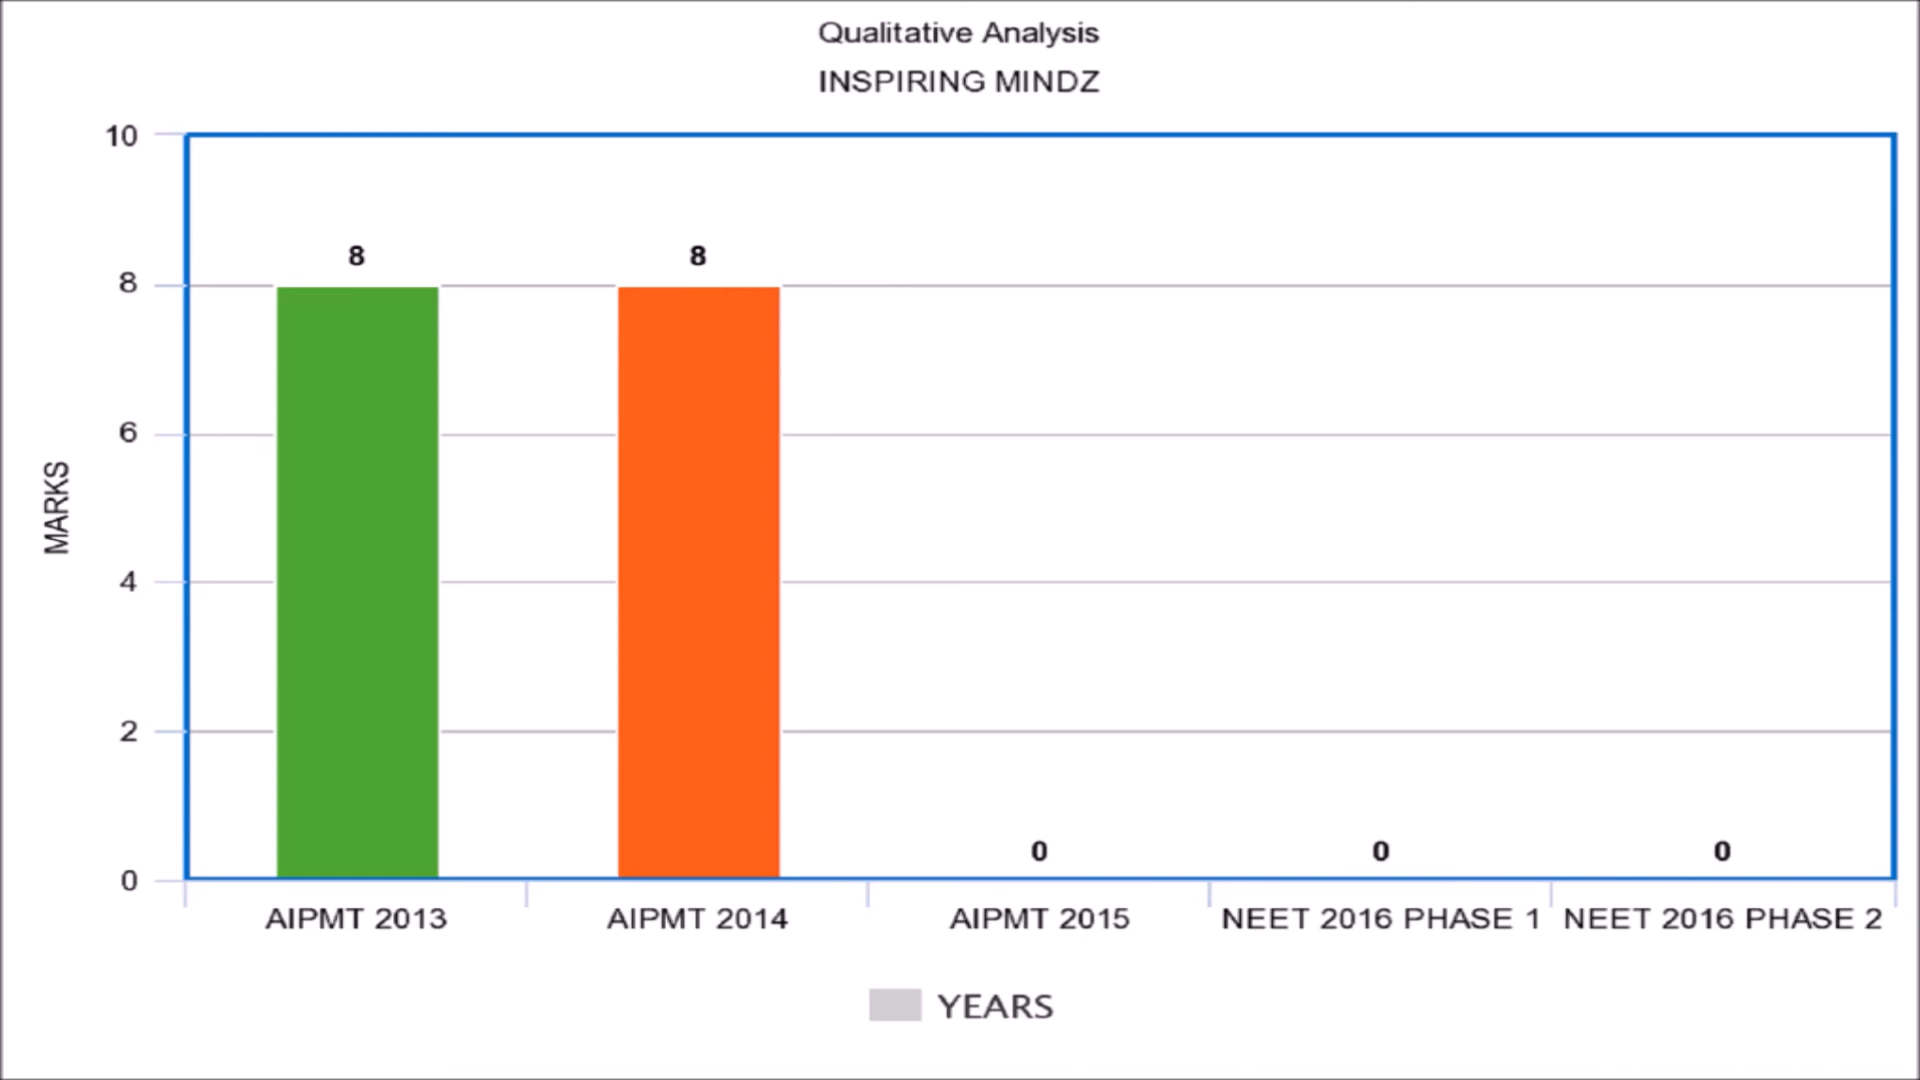 Qualitative Analysis
INSPIRING MINDZ
10
8
6
4
2
0
MARKS
8
8
0
0
0
AIPMT 2013
AIPMT 2014
AIPMT 2015
NEET 2016 PHASE 1
NEET 2016 PHASE 2
YEARS